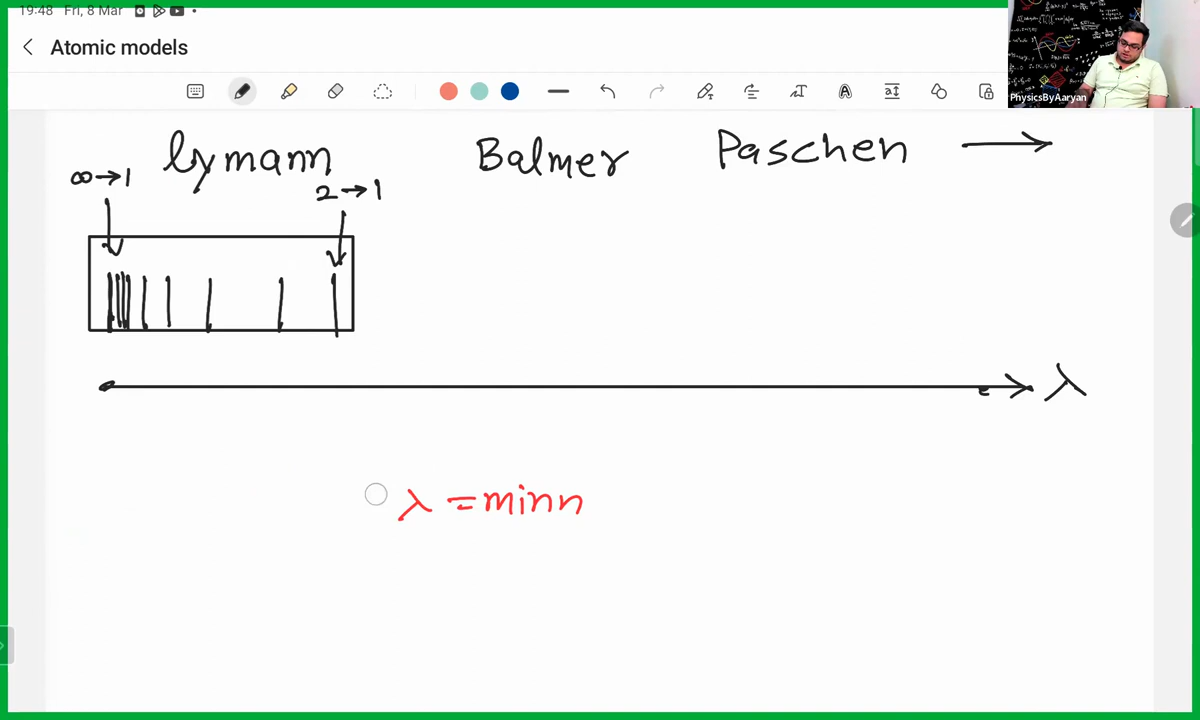 19:48 Fri, 8 Mar
Atomic models
PhysicsByAaryan
lymann Balmer Paschen →
∞→1 2→1
λ
λ = minn